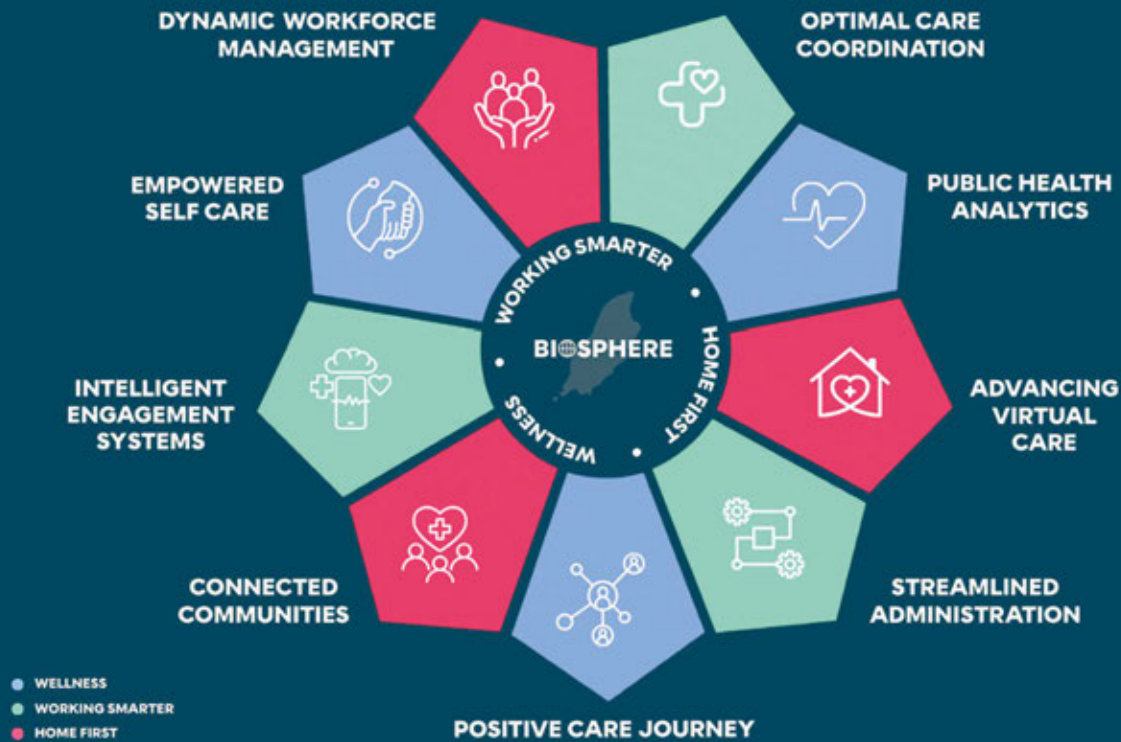 DYNAMIC WORKFORCE
MANAGEMENT
OPTIMAL CARE
COORDINATION
EMPOWERED
SELF CARE
PUBLIC HEALTH
ANALYTICS
WORKING SMARTER
BIOSPHERE
HOME FIRST
WELLNESS
INTELLIGENT
ENGAGEMENT
SYSTEMS
ADVANCING
VIRTUAL
CARE
CONNECTED
COMMUNITIES
STREAMLINED
ADMINISTRATION
POSITIVE CARE JOURNEY
WELLNESS
WORKING SMARTER
HOME FIRST